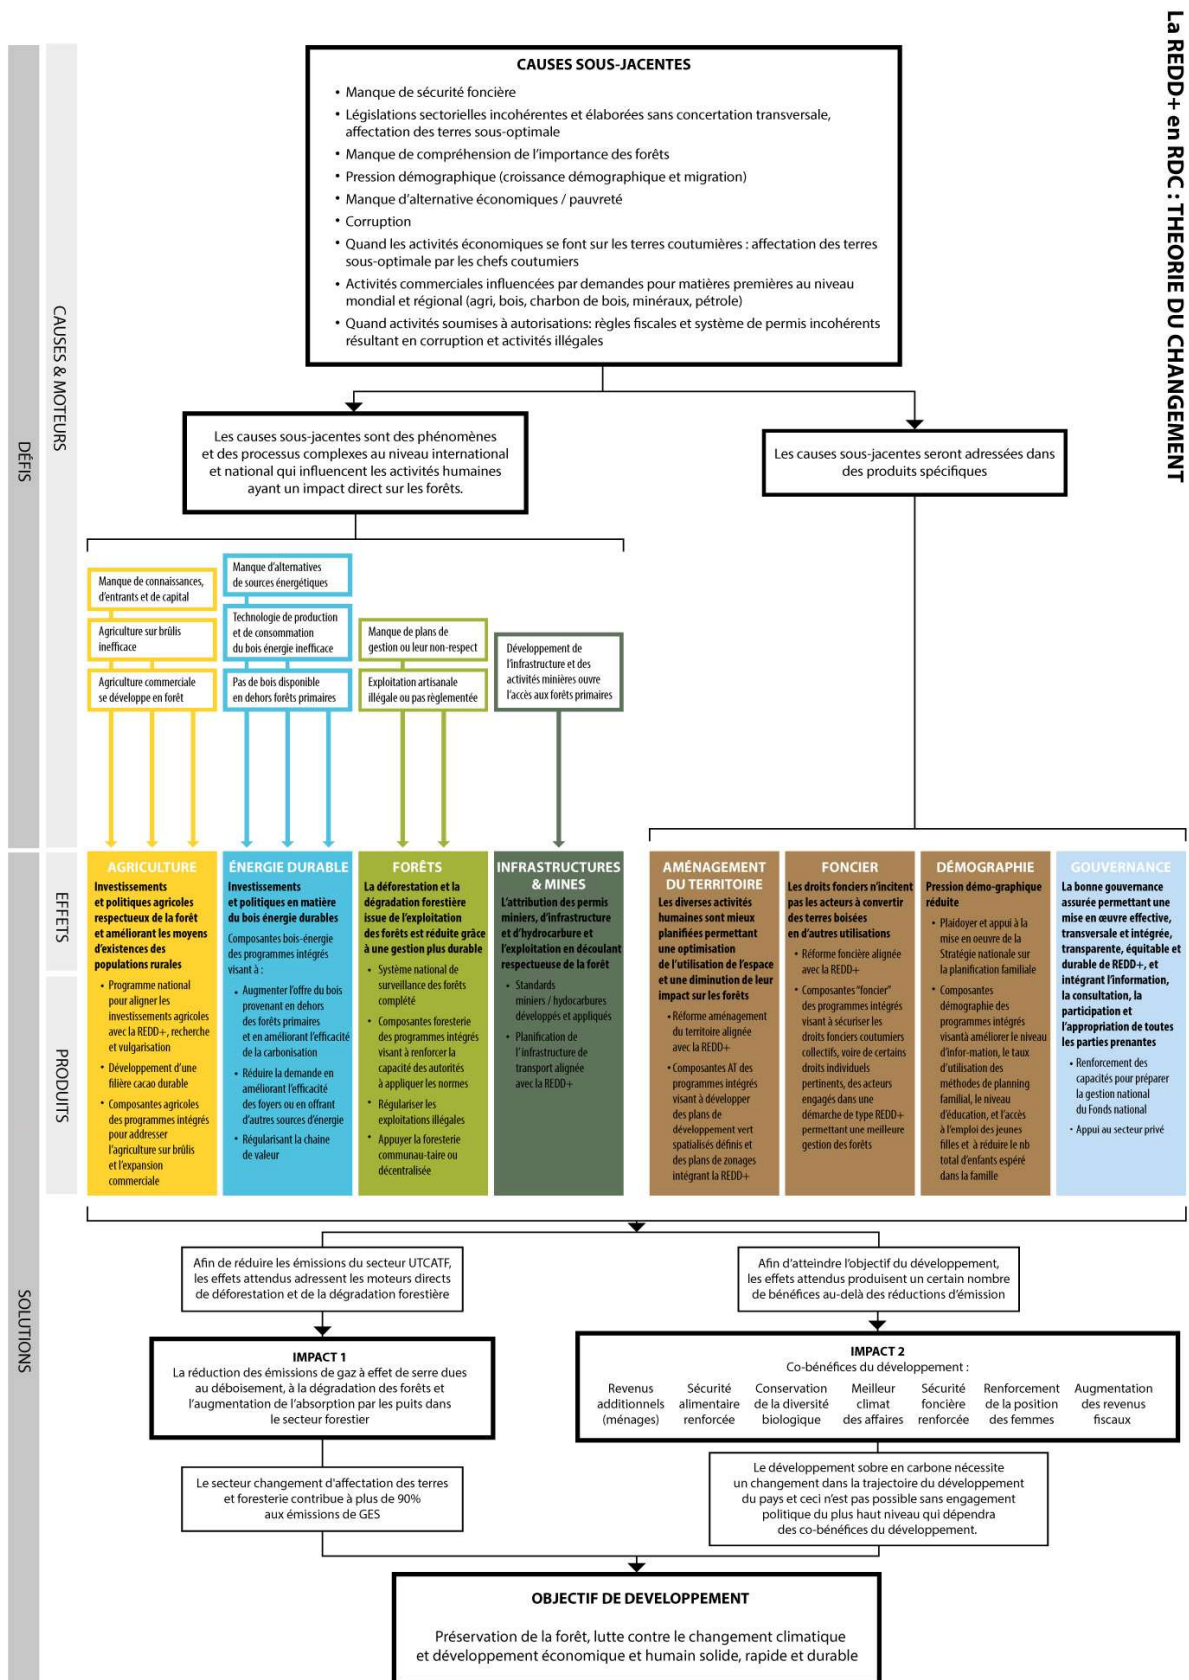 La REDD+ en RDC : THEORIE DU CHANGEMENT
DÉFIS
CAUSES & MOTEURS
CAUSES SOUS-JACENTES
• Manque de sécurité foncière
• Législations sectorielles incohérentes et élaborées sans concertation transversale,
affectation des terres sous-optimale
• Manque de compréhension de l'importance des forêts
• Pression démographique (croissance démographique et migration)
• Manque d'alternative économiques / pauvreté
• Corruption
• Quand les activités économiques se font sur les terres coutumières : affectation des terres
sous-optimale par les chefs coutumiers
• Activités commerciales influencées par demandes pour matières premières au niveau
mondial et régional (agri, bois, charbon de bois, minéraux, pétrole)
• Quand activités soumises à autorisations: règles fiscales et système de permis incohérents
résultant en corruption et activités illégales
Les causes sous-jacentes sont des phénomènes
et des processus complexes au niveau international
et national qui influencent les activités humaines
ayant un impact direct sur les forêts.
Les causes sous-jacentes seront adressées dans
des produits spécifiques
Manque de connaissances,
d'entrants et de capital
Agriculture sur brûlis
inefficace
Agriculture commerciale
se développe en forêt
Manque d'alternatives
de sources énergétiques
Technologie de production
et de consommation
du bois énergie inefficace
Pas de bois disponible
en dehors forêts primaires
Manque de plans de
gestion ou leur non-respect
Exploitation artisanale
illégale ou pas règlementée
Développement de
l'infrastructure et des
activités minières ouvre
l'accès aux forêts primaires
SOLUTIONS
EFFETS
PRODUITS
AGRICULTURE
Investissements
et politiques agricoles
respectueux de la forêt
et améliorant les moyens
d'existences des
populations rurales
• Programme national
pour aligner les
investissements agricoles
avec la REDD+, recherche
et vulgarisation
• Développement d'une
filière cacao durable
• Composantes agricoles
des programmes intégrés
pour addresser
l'agriculture sur brûlis
et l'expansion
commerciale
ÉNERGIE DURABLE
Investissements
et politiques en matière
du bois énergie durables
Composantes bois-énergie
des programmes intégrés
visant à :
• Augmenter l'offre du bois
provenant en dehors
des forêts primaires
et en améliorant l'efficacité
de la carbonisation
• Réduire la demande en
améliorant l'efficacité
des foyers ou en offrant
d'autres sources d'énergie
• Régularisant la chaine
de valeur
FORÊTS
La déforestation et la
dégradation forestière
issue de l'exploitation
des forêts est réduite grâce
à une gestion plus durable
• Système national de
surveillance des forêts
complété
• Composantes foresterie
des programmes intégrés
visant à renforcer la
capacité des autorités
à appliquer les normes
• Régulariser les
exploitations illégales
• Appuyer la foresterie
communau-taire ou
décentralisée
INFRASTRUCTURES
& MINES
L'attribution des permis
miniers, d'infrastructure
et d'hydrocarbure et
l'exploitation en découlant
respectueuse de la forêt
• Standards
miniers / hydocarbures
développés et appliqués
• Planification de
l'infrastructure de
transport alignée
avec la REDD+
AMÉNAGEMENT
DU TERRITOIRE
Les diverses activités
humaines sont mieux
planifiées permettant
une optimisation
de l'utilisation de l'espace
et une diminution de leur
impact sur les forêts
• Réforme aménagement
du territoire alignée
avec la REDD+
• Composantes AT des
programmes intégrés
visant à développer
des plans de
développement vert
spatialisés définis et
des plans de zonages
intégrant la REDD+
FONCIER
Les droits fonciers n'incitent
pas les acteurs à convertir
des terres boisées
en d'autres utilisations
• Réforme foncière alignée
avec la REDD+
• Composantes "foncier"
des programmes intégrés
visant à sécuriser les
droits fonciers coutumiers
collectifs, voire de certains
droits individuels
pertinents, des acteurs
engagés dans une
démarche de type REDD+
permettant une meilleure
gestion des forêts
DÉMOGRAPHIE
Pression démo-graphique
réduite
• Plaidoyer et appui à la
mise en oeuvre de la
Stratégie nationale sur
la planification familiale
• Composantes
démographie des
programmes intégrés
visantà améliorer le niveau
d'infor-mation, le taux
d'utilisation des
méthodes de planning
familial, le niveau
d'éducation, et l'accès
à l'emploi des jeunes
filles et à réduire le nb
total d'enfants espéré
dans la famille
GOUVERNANCE
La bonne gouvernance
assurée permettant une
mise en œuvre effective,
transversale et intégrée,
transparente, équitable et
durable de REDD+, et
intégrant l'information,
la consultation, la
participation et
l'appropriation de toutes
les parties prenantes
• Renforcement des
capacités pour préparer
la gestion national
du Fonds national
• Appui au secteur privé
Afin de réduire les émissions du secteur UTCATF,
les effets attendus adressent les moteurs directs
de déforestation et de la dégradation forestière
Afin d'atteindre l'objectif du développement,
les effets attendus produisent un certain nombre
de bénéfices au-delà des réductions d'émission
IMPACT 1
La réduction des émissions de gaz à effet de serre dues
au déboisement, à la dégradation des forêts et
l'augmentation de l'absorption par les puits dans
le secteur forestier
IMPACT 2
Co-bénéfices du développement :
Revenus
additionnels
(ménages)
Sécurité
alimentaire
renforcée
Conservation
de la diversité
biologique
Meilleur
climat
des affaires
Sécurité
foncière
renforcée
Renforcement
de la position
des femmes
Augmentation
des revenus
fiscaux
Le secteur changement d'affectation des terres
et foresterie contribue à plus de 90%
aux émissions de GES
Le développement sobre en carbone nécessite
un changement dans la trajectoire du développement
du pays et ceci n'est pas possible sans engagement
politique du plus haut niveau qui dépendra
des co-bénéfices du développement.
OBJECTIF DE DEVELOPPEMENT
Préservation de la forêt, lutte contre le changement climatique
et développement économique et humain solide, rapide et durable